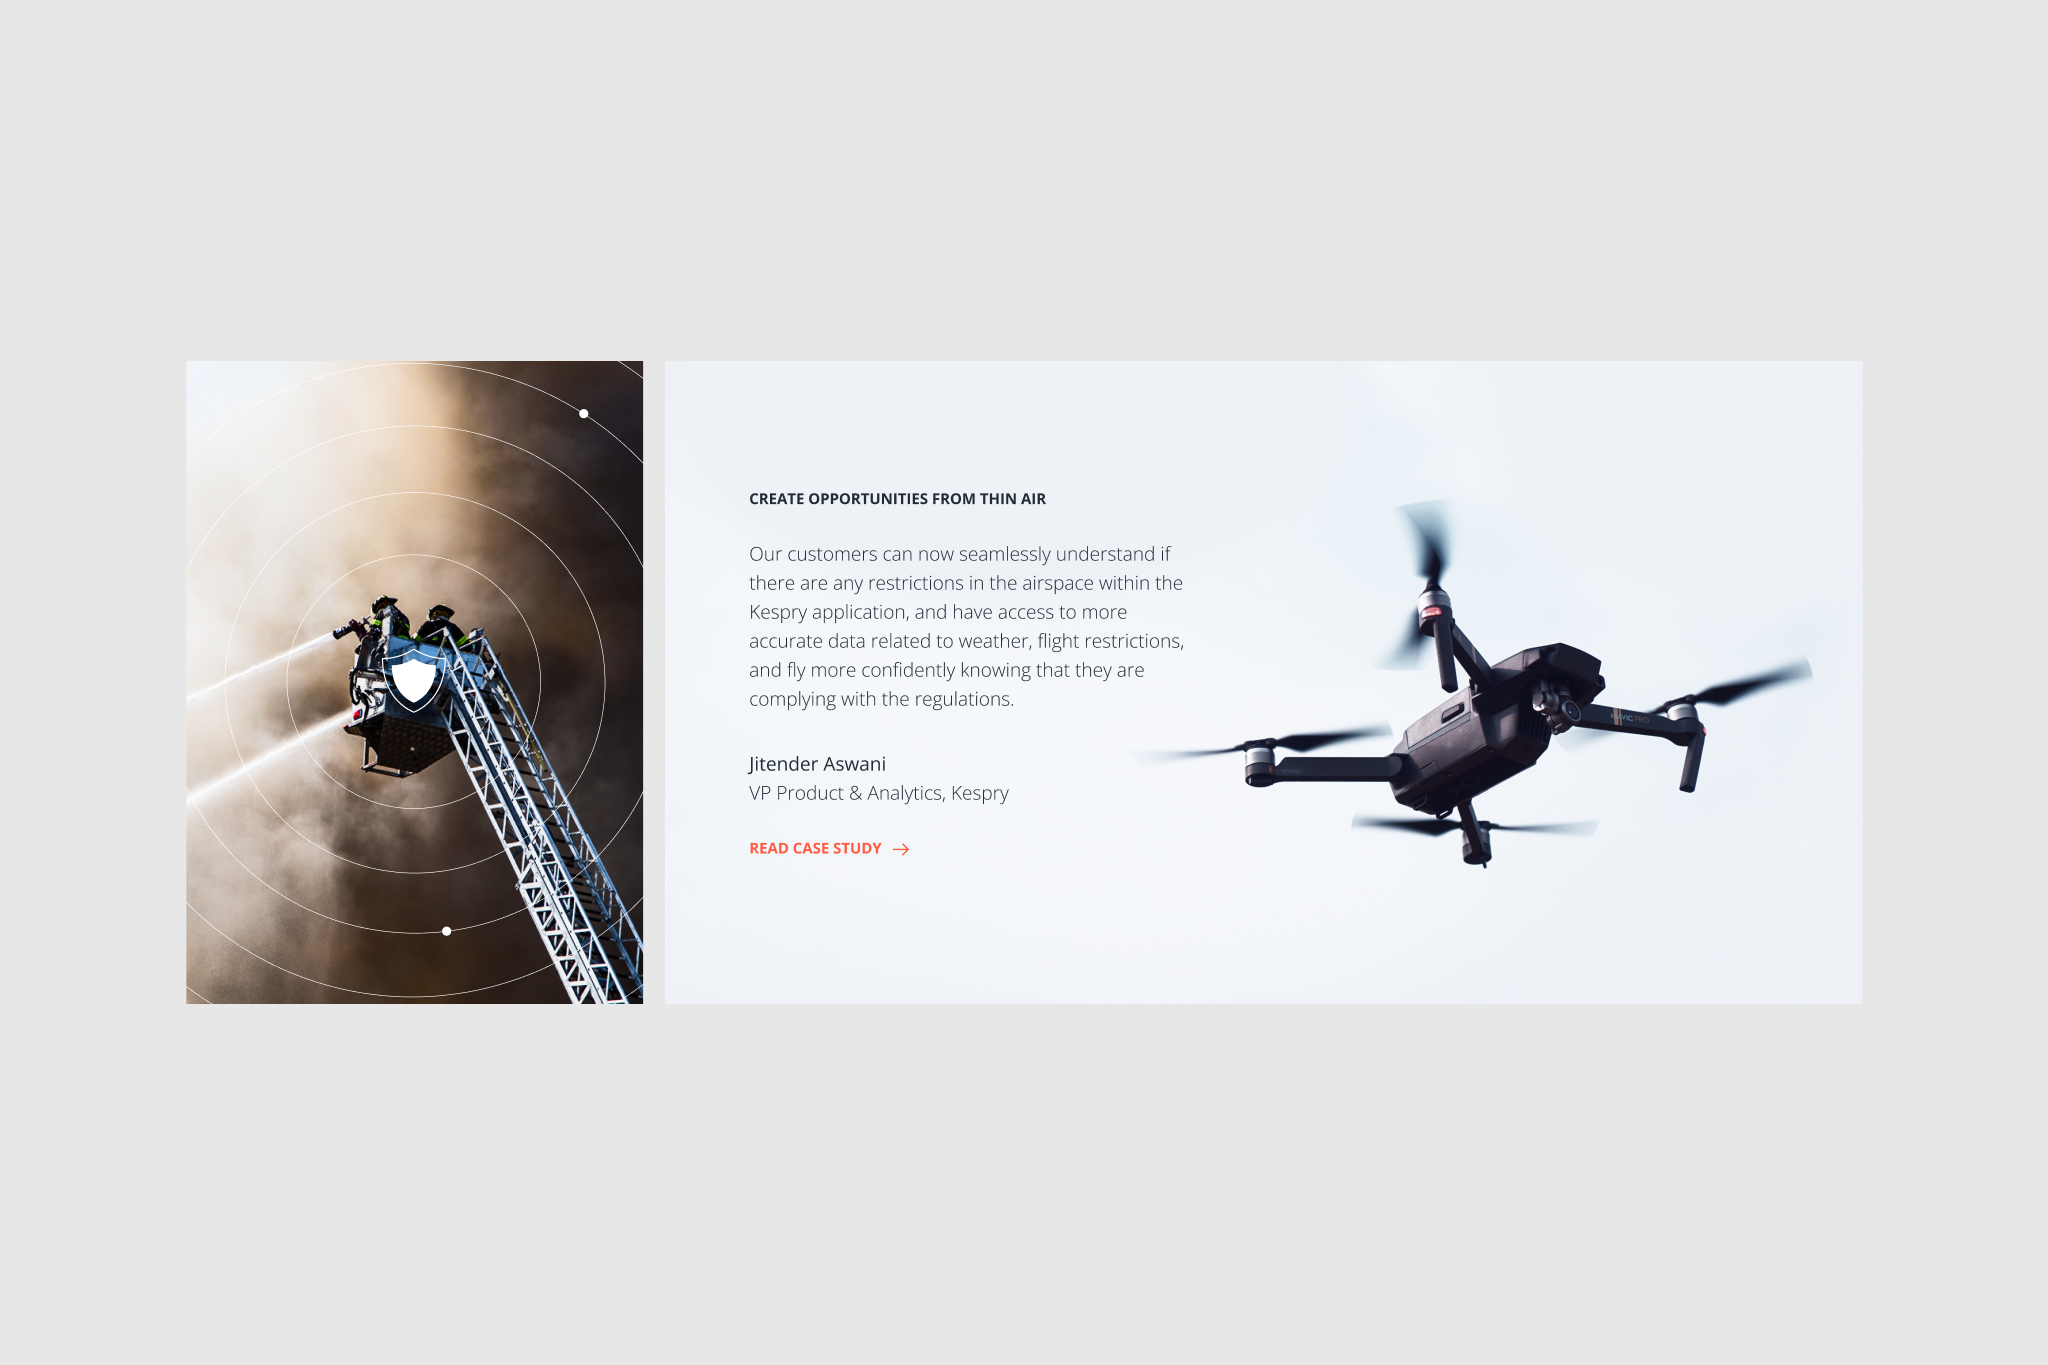 CREATE OPPORTUNITIES FROM THIN AIR
Our customers can now seamlessly understand if
there are any restrictions in the airspace within the
Kespry application, and have access to more
accurate data related to weather, flight restrictions,
and fly more confidently knowing that they are
complying with the regulations.
Jitender Aswani
VP Product & Analytics, Kespry
READ CASE STUDY
MAVIC PRO